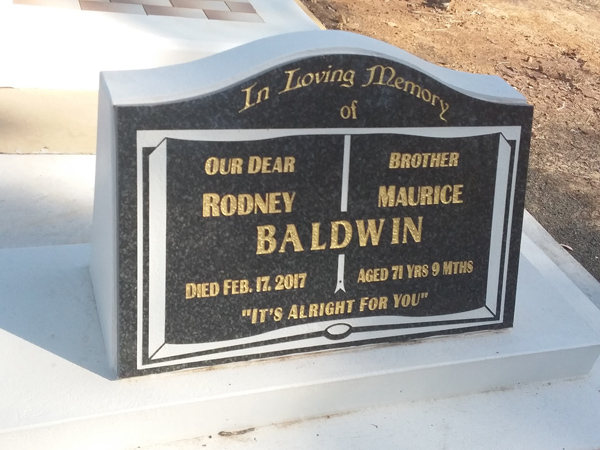 In Loving Memory
of
OUR DEAR BROTHER
RODNEY MAURICE
BALDWIN
DIED FEB. 17. 2017 AGED 71 YRS 9 MTHS
"IT'S ALRIGHT FOR YOU"